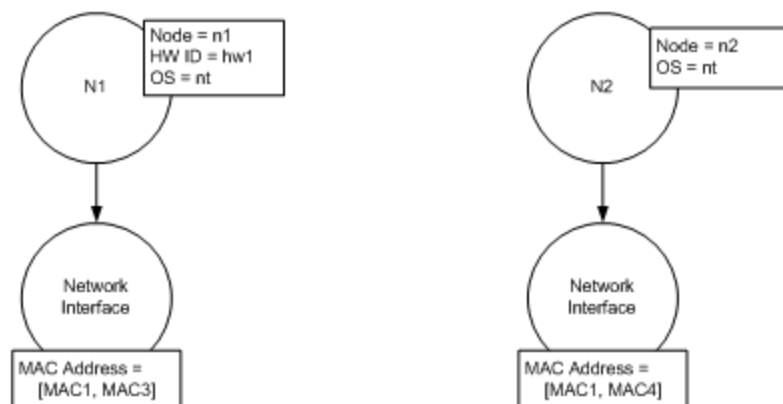 N1
Node = n1
HW ID = hw1
OS = nt
Network
Interface
MAC Address =
[MAC1, MAC3]
N2
Node = n2
OS = nt
Network
Interface
MAC Address =
[MAC1, MAC4]